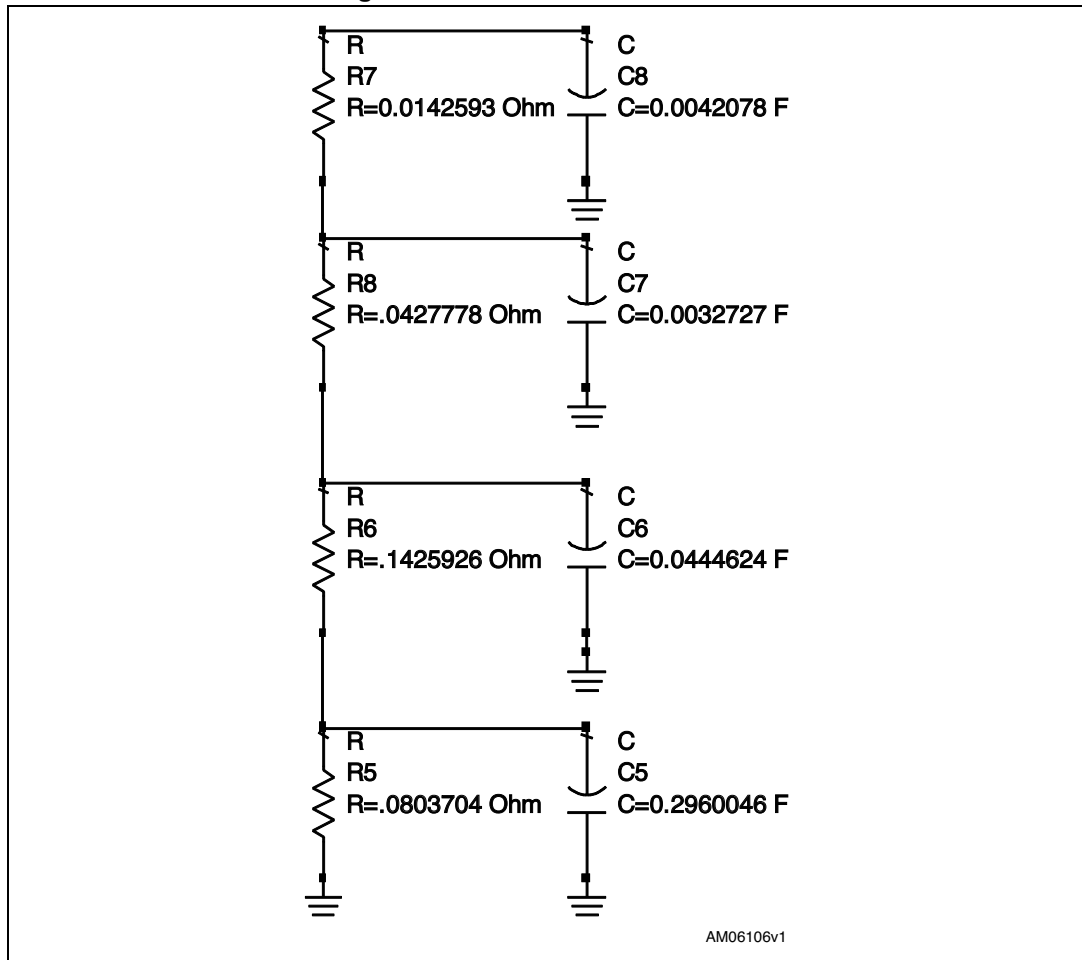 R
R7
R=0.0142593 Ohm
C
C8
C=0.0042078 F
R
R8
R=.0427778 Ohm
C
C7
C=0.0032727 F
R
R6
R=.1425926 Ohm
C
C6
C=0.0444624 F
R
R5
R=.0803704 Ohm
C
C5
C=0.2960046 F
AM06106v1